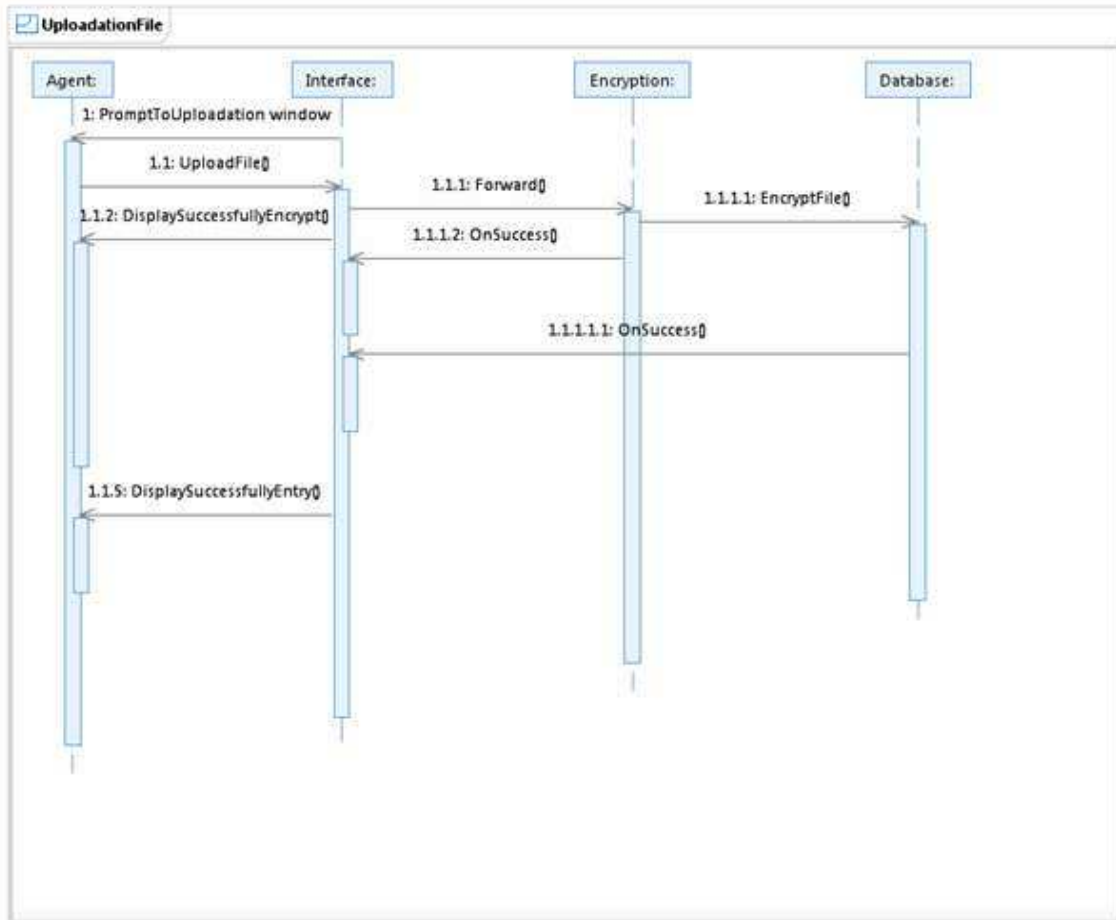 UploadationFile
Agent:
Interface:
Encryption:
Database:
1: PromptToUploadation window
1.1: UploadFile()
1.1.1: Forward()
1.1.1.1: EncryptFile()
1.1.2: DisplaySuccessfullyEncrypt()
1.1.1.2: OnSuccess()
1.1.1.1.1: OnSuccess()
1.1.5: DisplaySuccessfullyEntry()